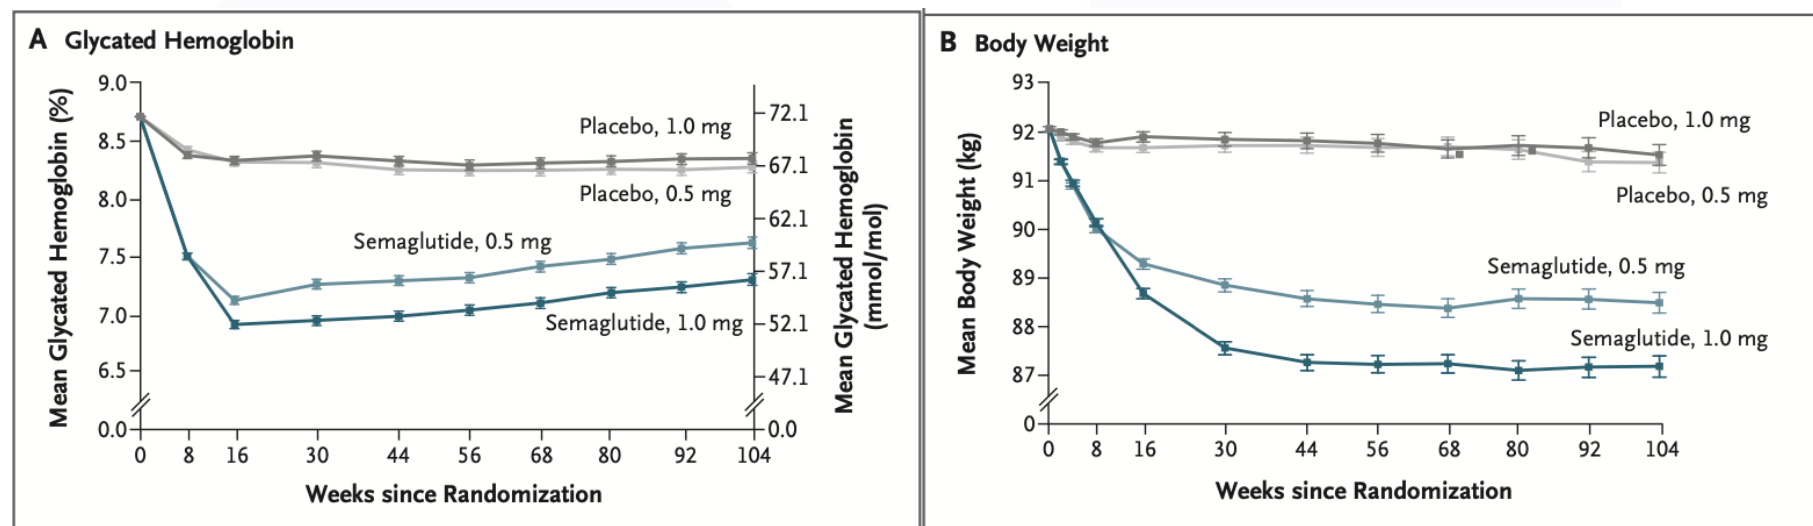 A Glycated Hemoglobin
Mean Glycated Hemoglobin (%)
9.0
8.5
8.0
7.5
7.0
6.5
0.0
Placebo, 1.0 mg
Placebo, 0.5 mg
Semaglutide, 0.5 mg
Semaglutide, 1.0 mg
72.1
67.1
62.1
57.1
52.1
47.1
0.0
Mean Glycated Hemoglobin
(mmol/mol)
0 8 16 30 44 56 68 80 92 104
Weeks since Randomization
B Body Weight
Mean Body Weight (kg)
93
92
91
90
89
88
87
0
Placebo, 1.0 mg
Placebo, 0.5 mg
Semaglutide, 0.5 mg
Semaglutide, 1.0 mg
0 8 16 30 44 56 68 80 92 104
Weeks since Randomization